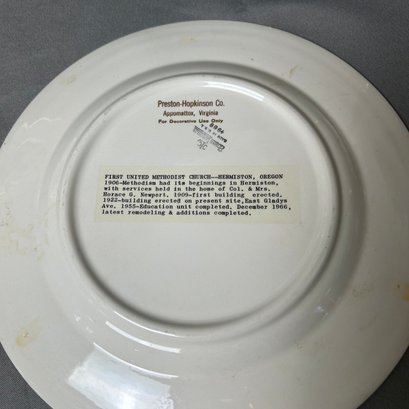 Preston-Hopkinson Co.
Appomattox, Virginia
For Decorative Use Only
FIRST UNITED METHODIST CHURCH--HERMISTON, OREGON
1906-Methodism had its beginnings in Hermiston,
with services held in the home of Col. & Mrs.
Horace G. Newport. 1909-first building erected.
1922-building erected on present site,East Gladys
Ave. 1955-Education unit completed. December 1966,
latest remodeling & additions completed.